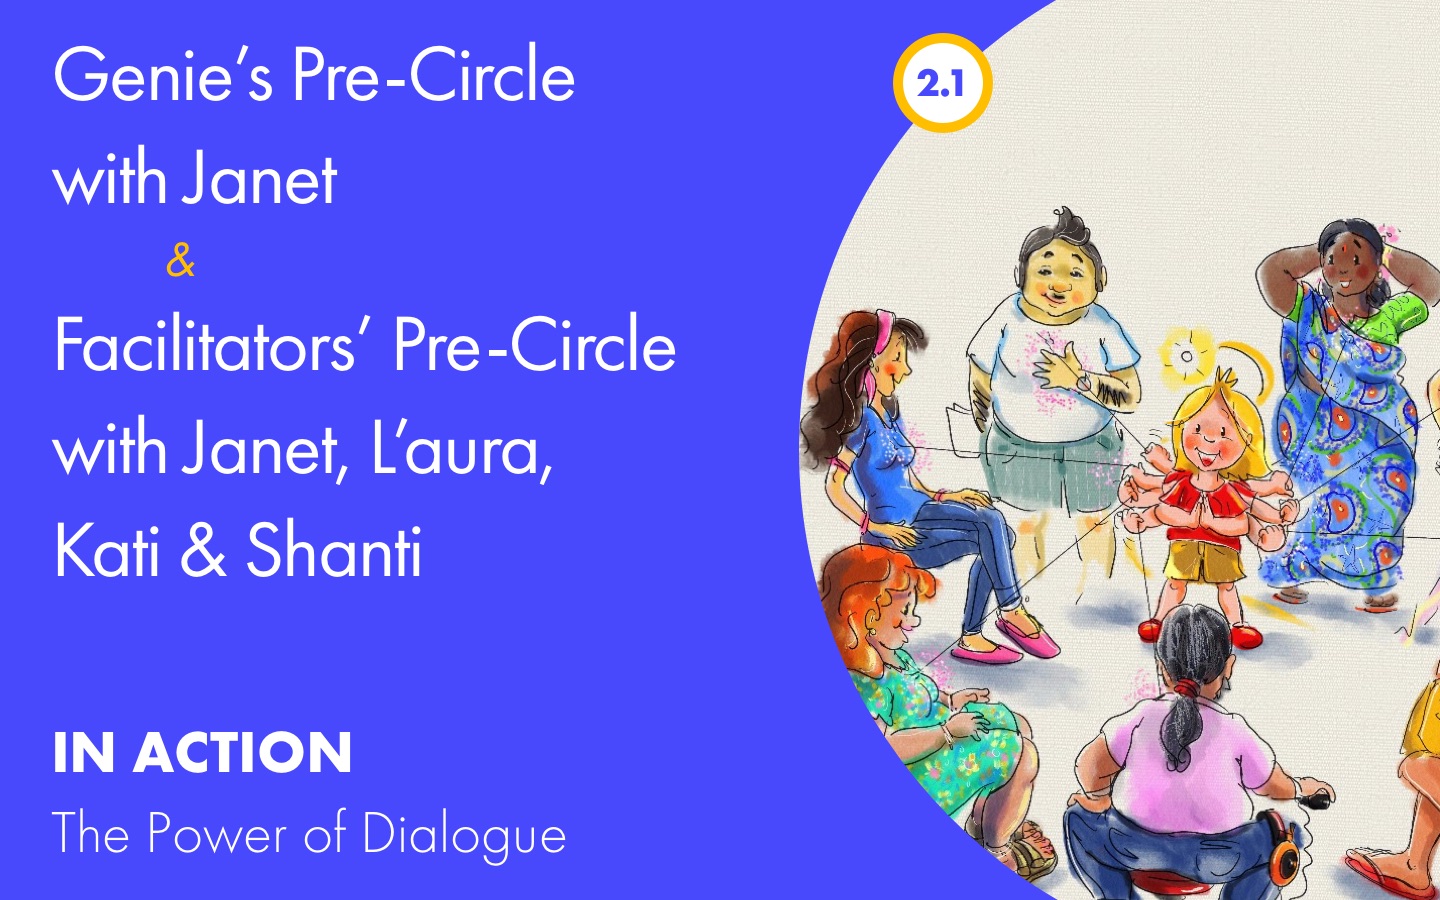 Genie’s Pre-Circle
with Janet
&
Facilitators’ Pre-Circle
with Janet, L’aura,
Kati & Shanti
IN ACTION
The Power of Dialogue
2.1